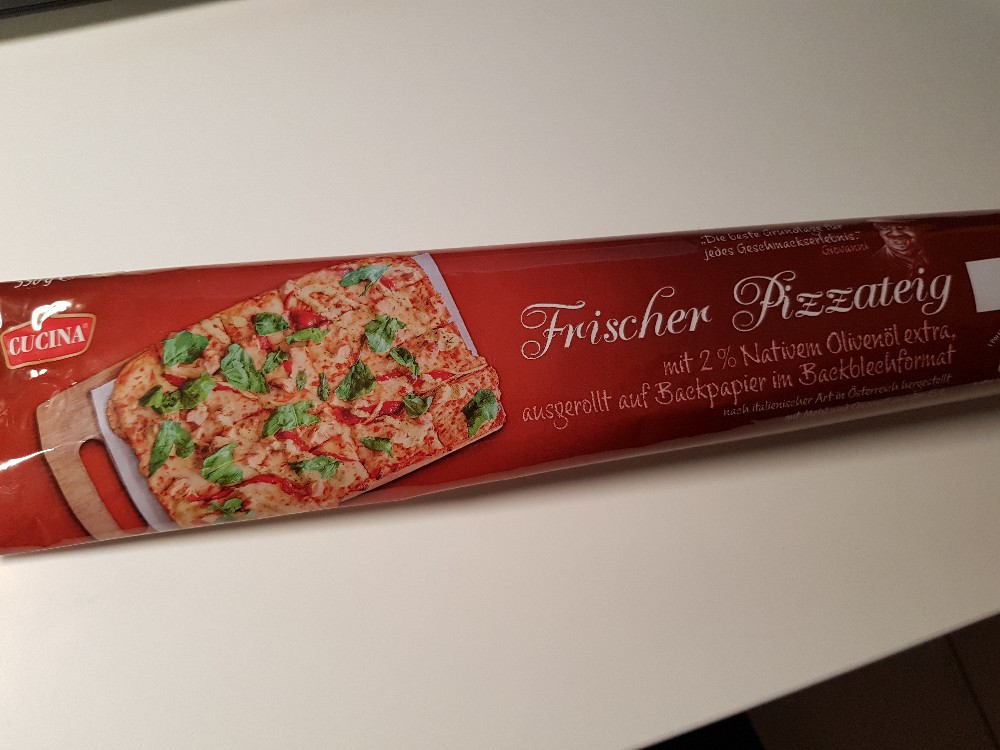 CUCINA
„Die beste Grundlage für
jedes Geschmackserlebnis.“
Giovanni
Frischer Pizzateig
mit 2 % Nativem Olivenöl extra,
ausgerollt auf Backpapier im Backblechformat
nach italienischer Art in Österreich hergestellt